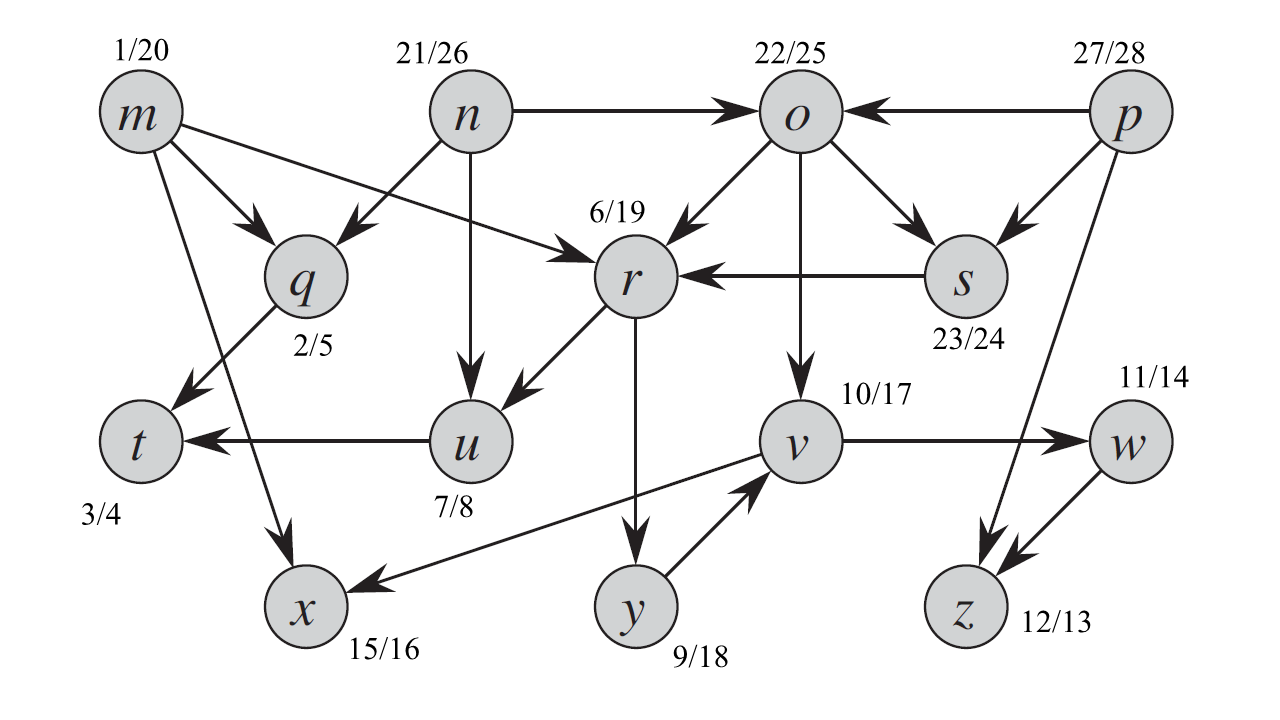 1/20 21/26 22/25 27/28
m n o p
6/19
q r s
2/5 23/24
11/14
10/17
t u v w
3/4 7/8
x y z
15/16 9/18 12/13